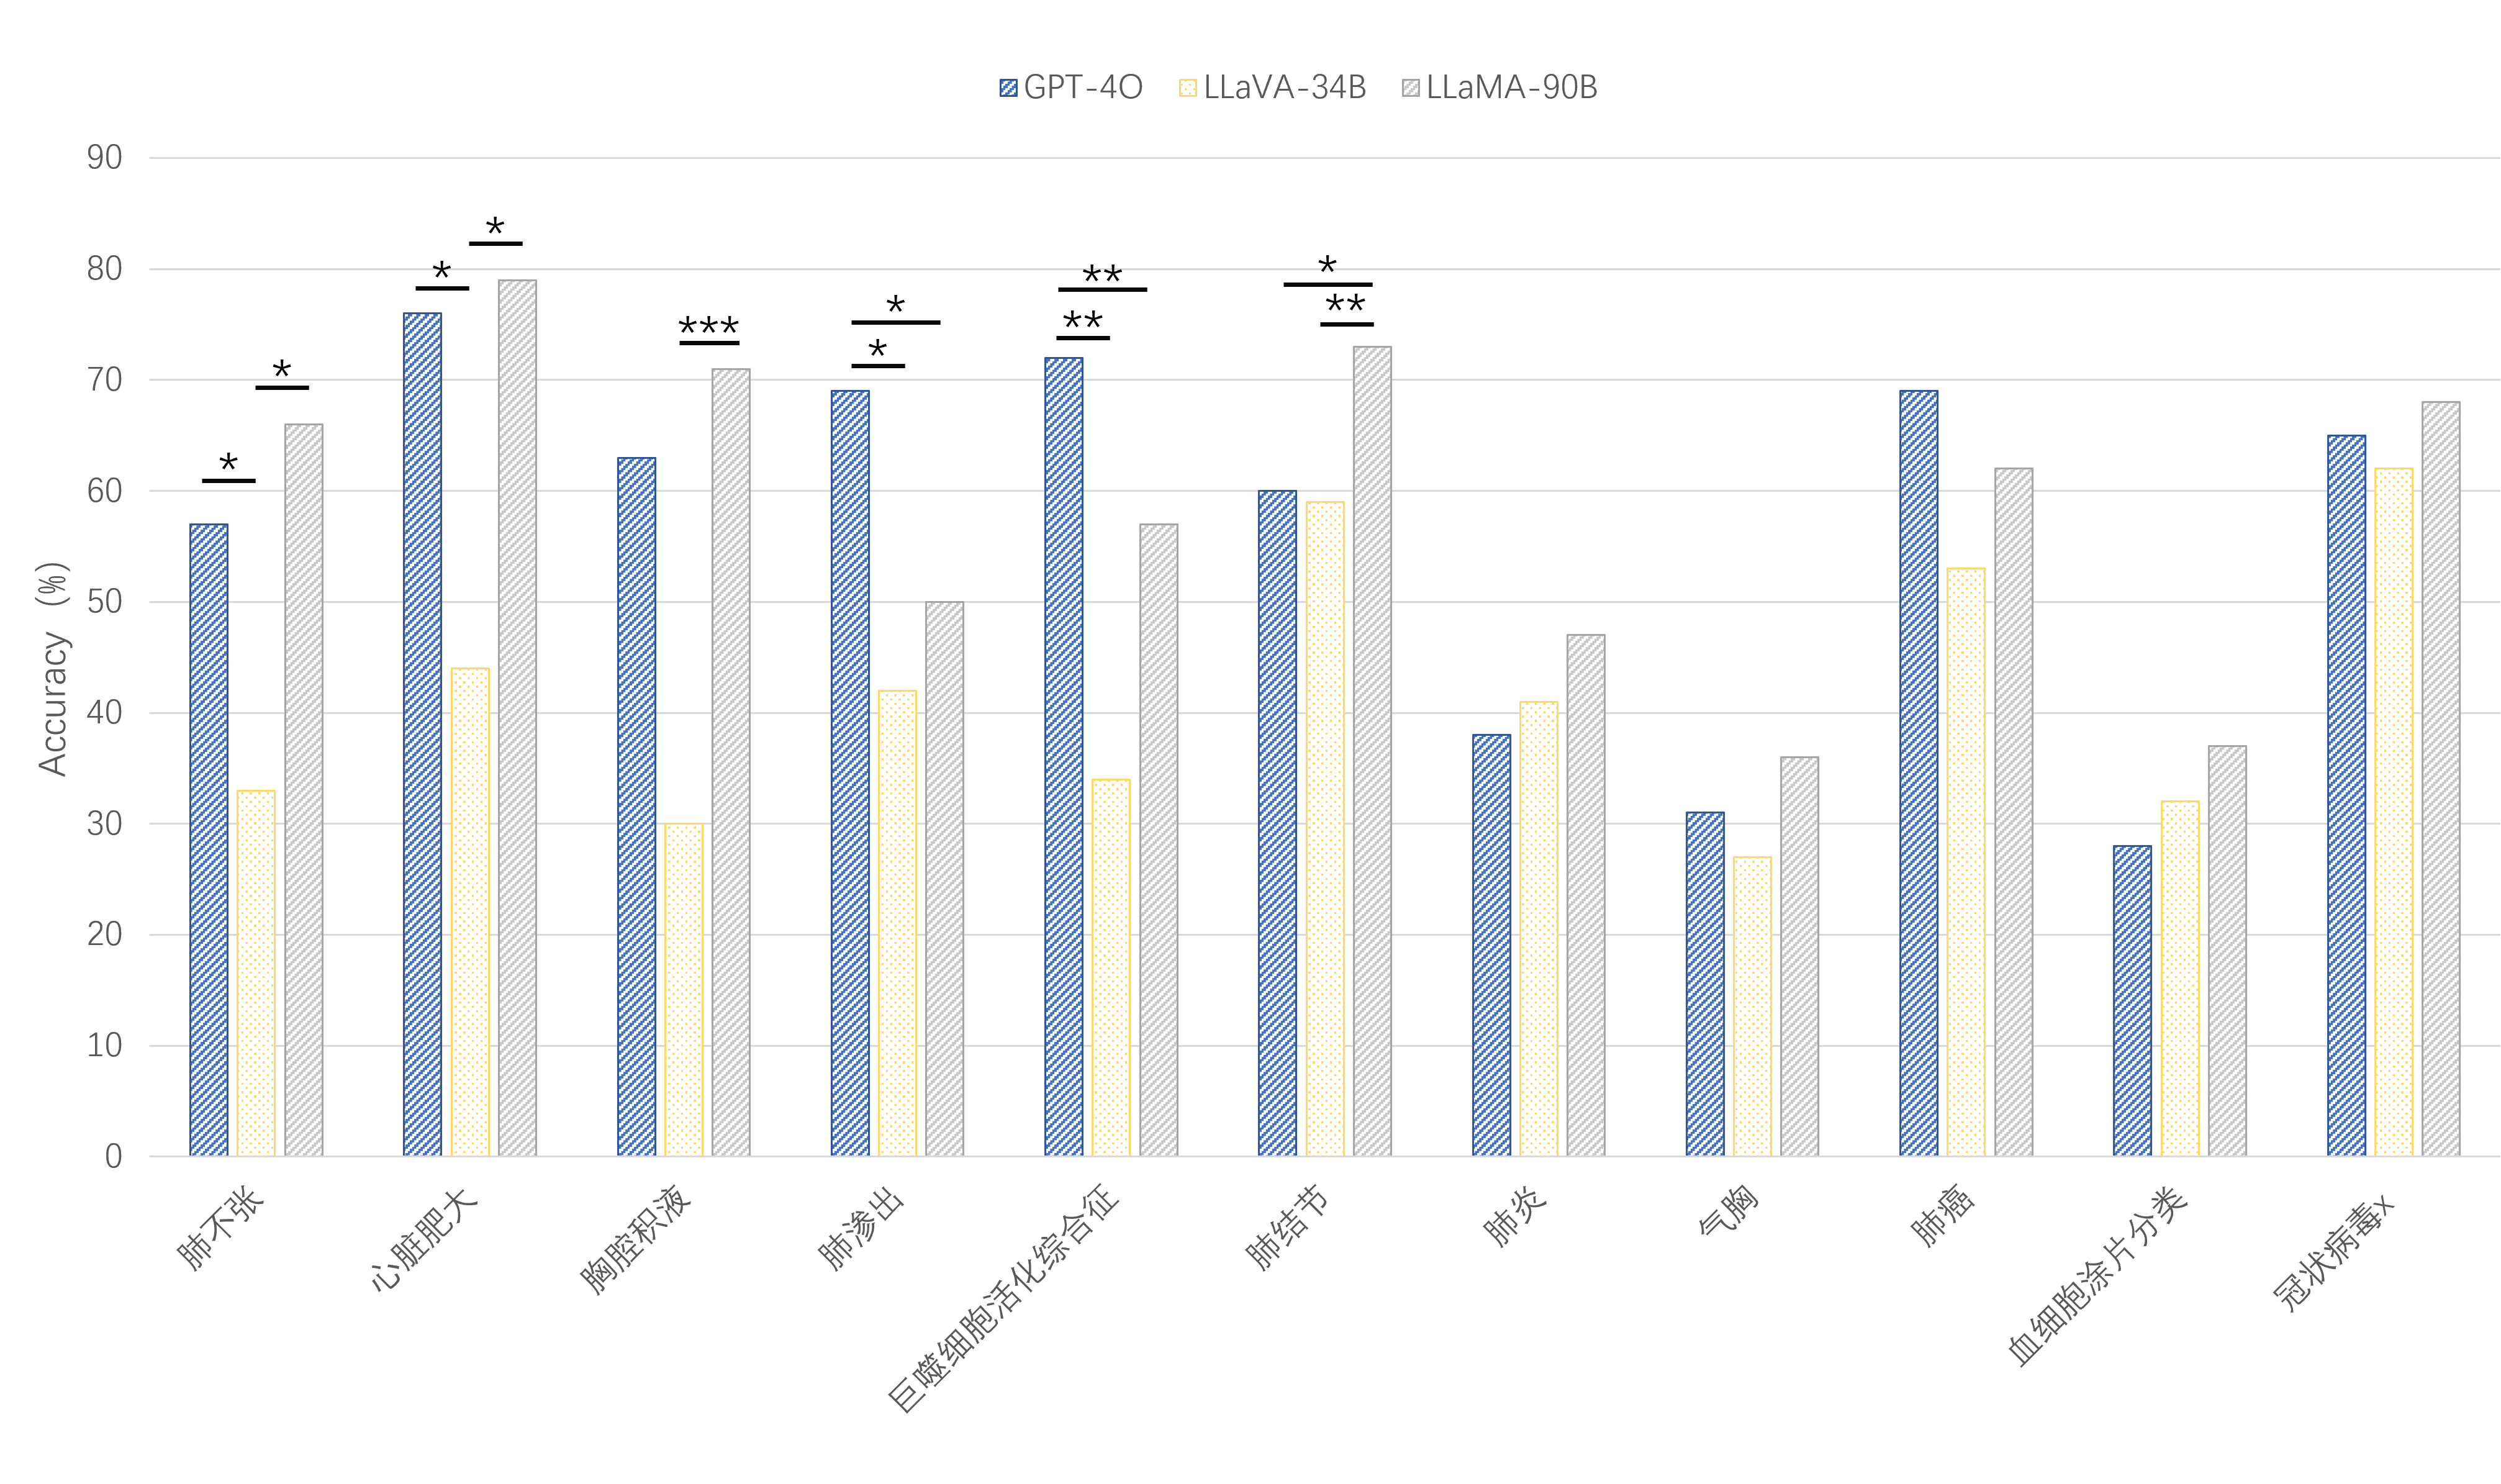 GPT-4O LLaVA-34B LLaMA-90B
90
80
70
60
50
40
30
20
10
0
Accuracy (%)
*
*
*
*
***
*
*
**
**
*
**
肺不张
心脏肥大
胸腔积液
肺渗出
巨噬细胞活化综合征
肺结节
肺炎
气胸
肺癌
血细胞涂片分类
冠状病毒x